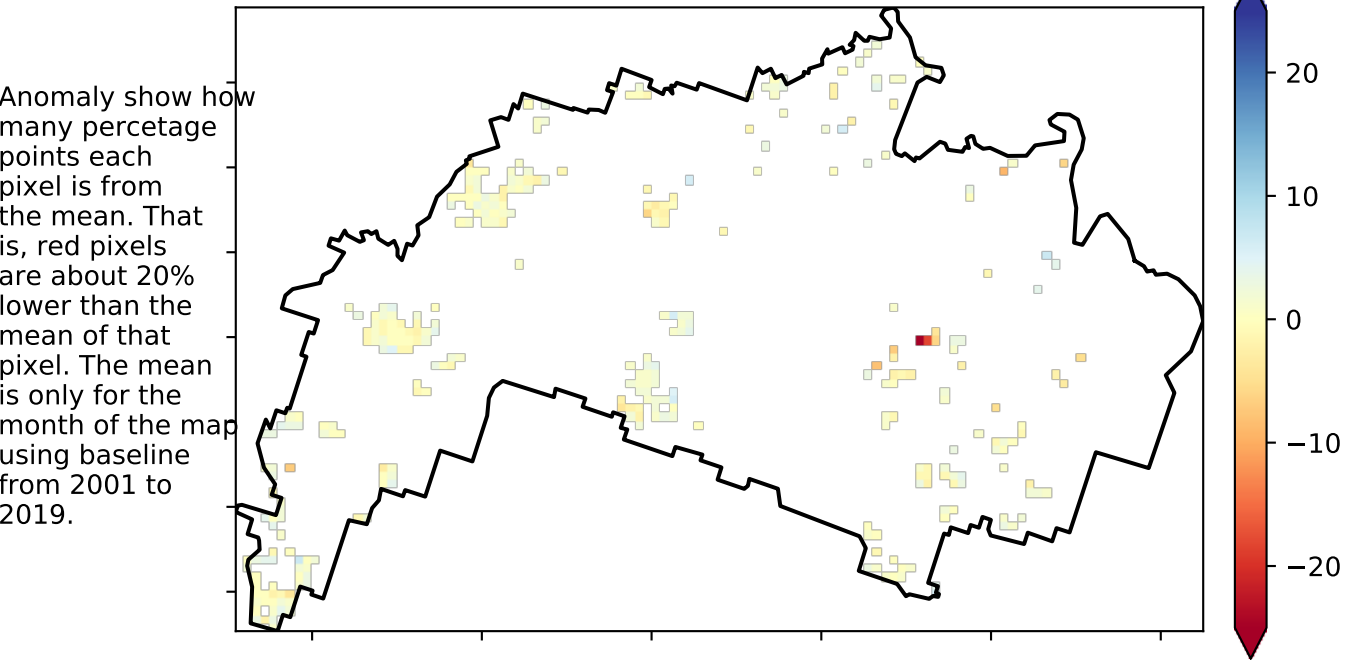 Anomaly show how
many percetage
points each
pixel is from
the mean. That
is, red pixels
are about 20%
lower than the
mean of that
pixel. The mean
is only for the
month of the map
using baseline
from 2001 to
2019.
20
10
0
−10
−20